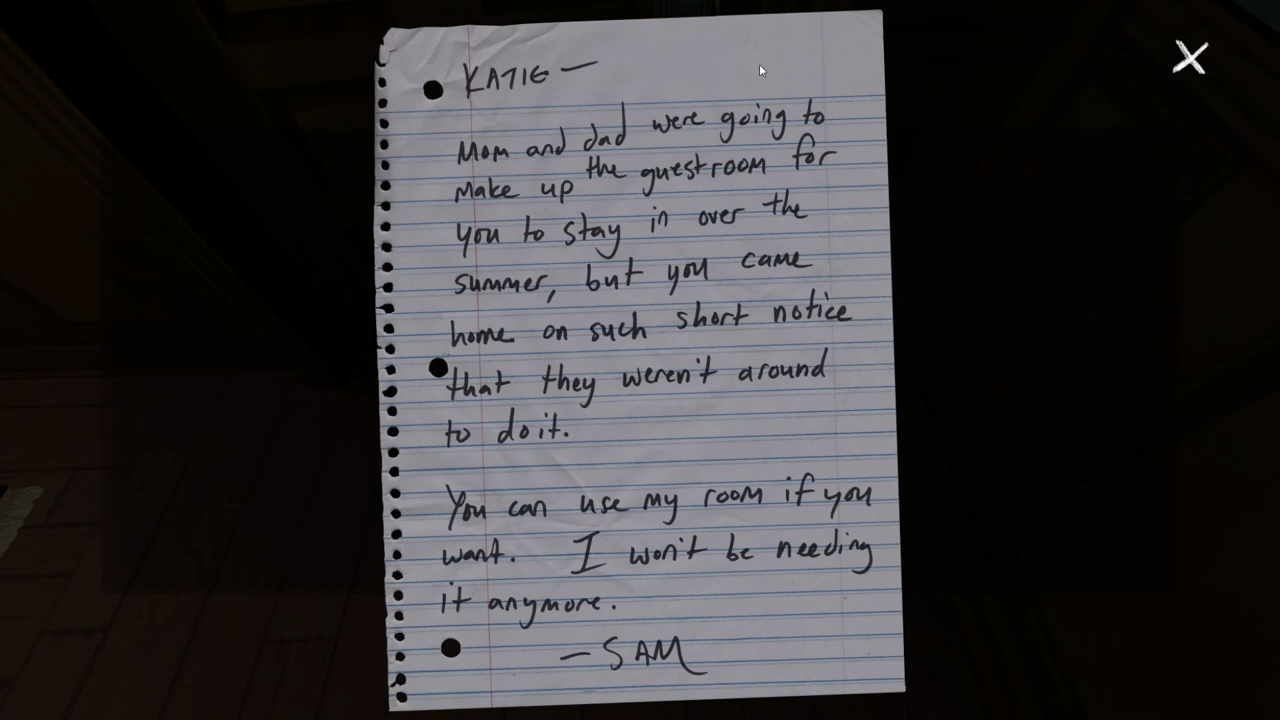 KATIE —
Mom and dad were going to
make up the guestroom for
you to stay in over the
summer, but you came
home on such short notice
that they weren't around
to do it.
You can use my room if you
want. I won't be needing
it anymore.
— SAM